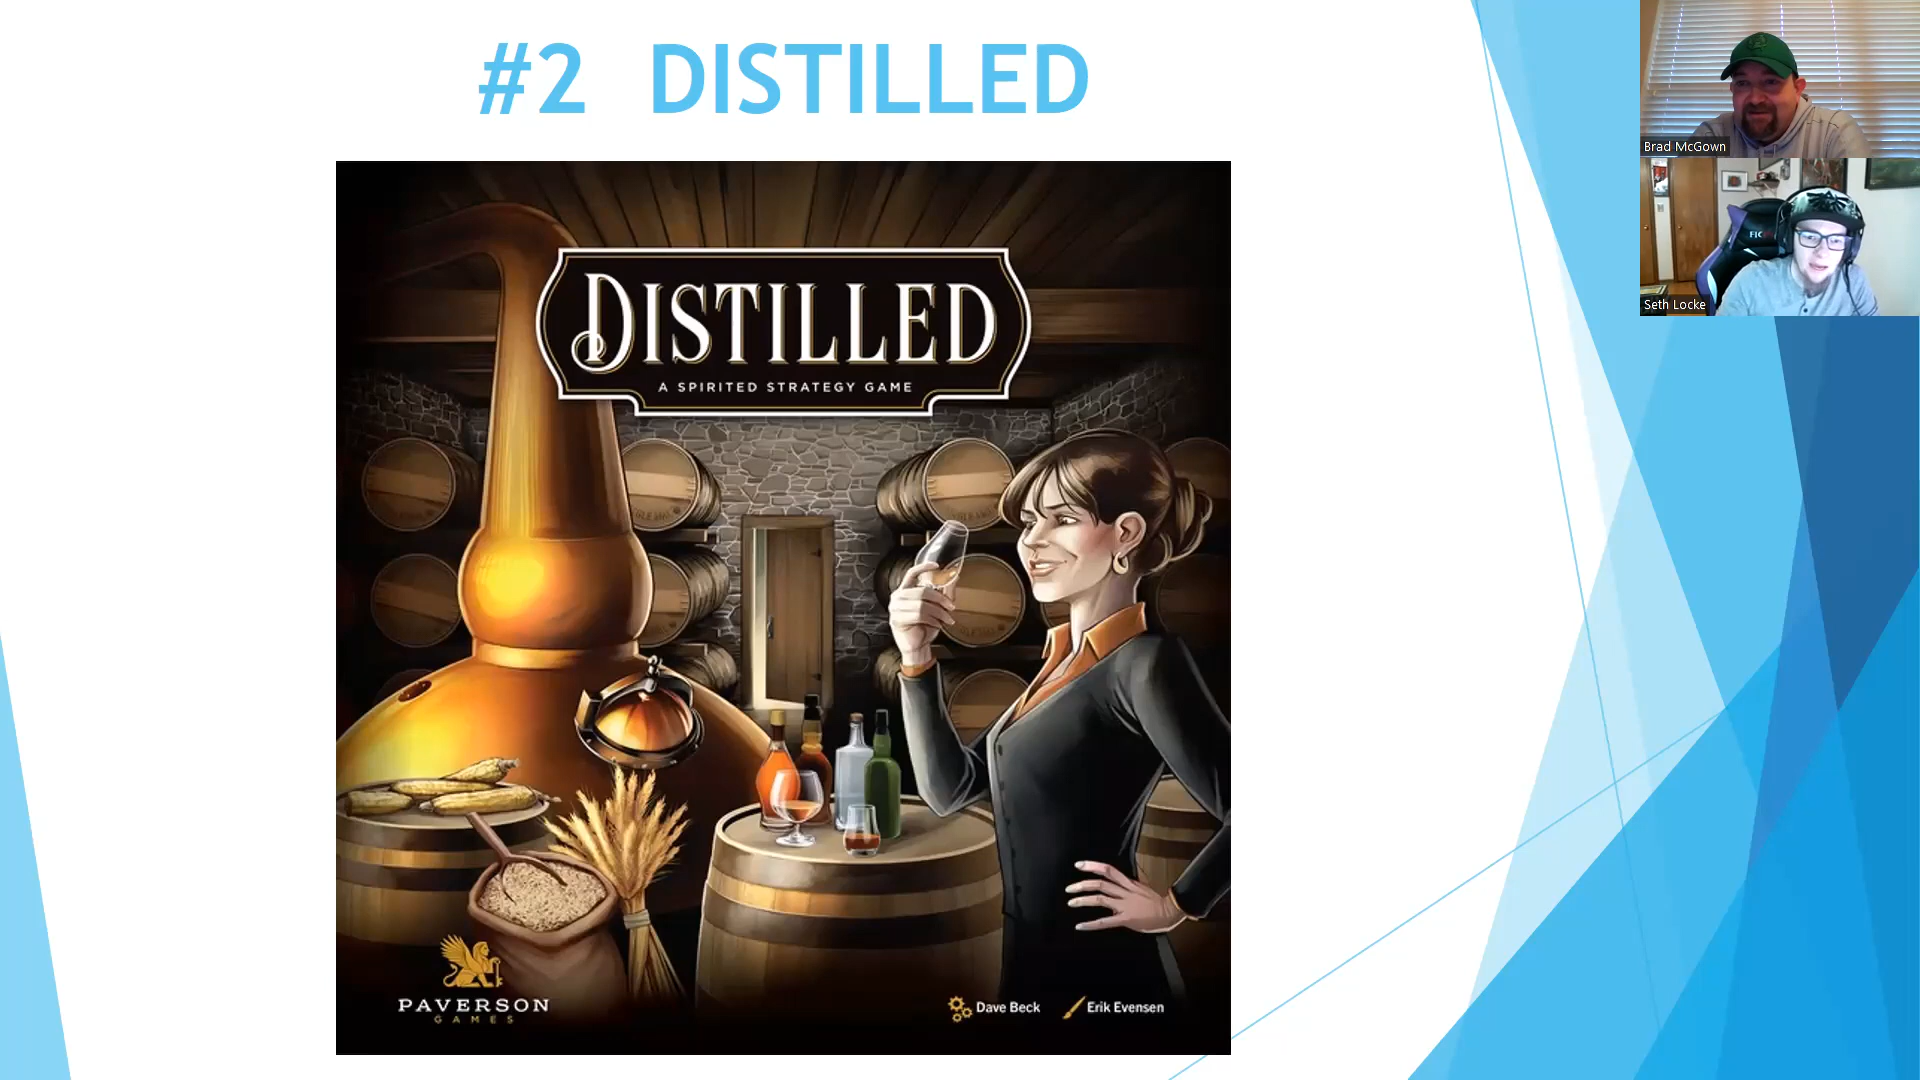 #2 DISTILLED
DISTILLED
A SPIRITED STRATEGY GAME
PAVERSON
GAMES
Dave Beck
Erik Evensen
Brad McGown
Seth Locke